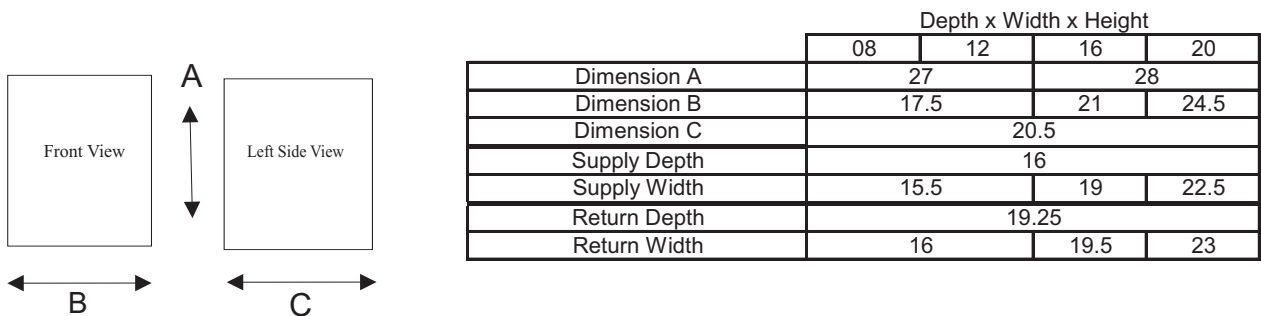 A
Front View
Left Side View
B
C
Depth x Width x Height
08 12 16 20
Dimension A 27 28
Dimension B 17.5 21 24.5
Dimension C 20.5
Supply Depth 16
Supply Width 15.5 19 22.5
Return Depth 19.25
Return Width 16 19.5 23